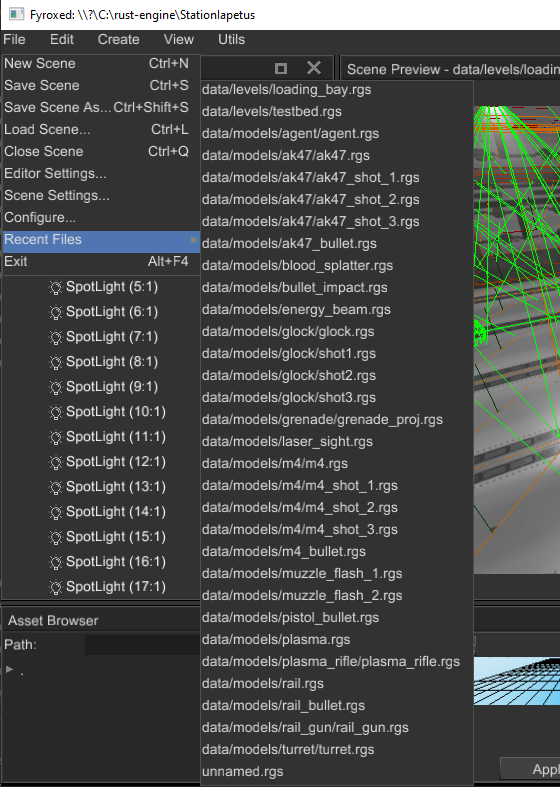 Fyroxed: \\?\C:\rust-engine\StationIapetus
File Edit Create View Utils
New Scene Ctrl+N
Save Scene Ctrl+S
Save Scene As... Ctrl+Shift+S
Load Scene... Ctrl+L
Close Scene Ctrl+Q
Editor Settings...
Scene Settings...
Configure...
Recent Files
Exit Alt+F4
SpotLight (5:1)
SpotLight (6:1)
SpotLight (7:1)
SpotLight (8:1)
SpotLight (9:1)
SpotLight (10:1)
SpotLight (11:1)
SpotLight (12:1)
SpotLight (13:1)
SpotLight (14:1)
SpotLight (15:1)
SpotLight (16:1)
SpotLight (17:1)
Asset Browser
Path:
.
data/levels/loading_bay.rgs
data/levels/testbed.rgs
data/models/agent/agent.rgs
data/models/ak47/ak47.rgs
data/models/ak47/ak47_shot_1.rgs
data/models/ak47/ak47_shot_2.rgs
data/models/ak47/ak47_shot_3.rgs
data/models/ak47_bullet.rgs
data/models/blood_splatter.rgs
data/models/bullet_impact.rgs
data/models/energy_beam.rgs
data/models/glock/glock.rgs
data/models/glock/shot1.rgs
data/models/glock/shot2.rgs
data/models/glock/shot3.rgs
data/models/grenade/grenade_proj.rgs
data/models/laser_sight.rgs
data/models/m4/m4.rgs
data/models/m4/m4_shot_1.rgs
data/models/m4/m4_shot_2.rgs
data/models/m4/m4_shot_3.rgs
data/models/m4_bullet.rgs
data/models/muzzle_flash_1.rgs
data/models/muzzle_flash_2.rgs
data/models/pistol_bullet.rgs
data/models/plasma.rgs
data/models/plasma_rifle/plasma_rifle.rgs
data/models/rail.rgs
data/models/rail_bullet.rgs
data/models/rail_gun/rail_gun.rgs
data/models/turret/turret.rgs
unnamed.rgs
Scene Preview - data/levels/loadin
Appl